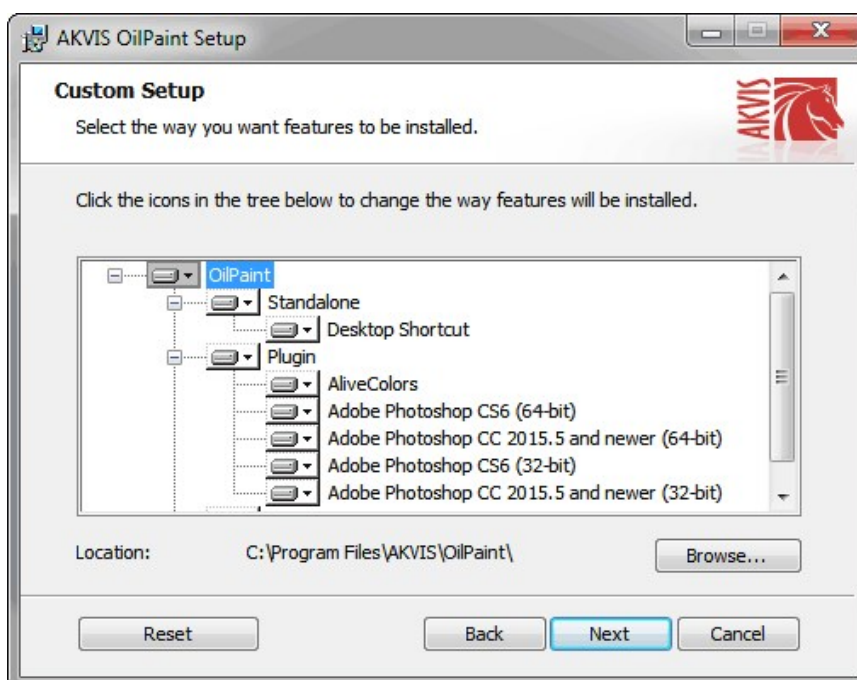 AKVIS OilPaint Setup
Custom Setup
Select the way you want features to be installed.
AKVIS
Click the icons in the tree below to change the way features will be installed.
OilPaint
Standalone
Desktop Shortcut
Plugin
AliveColors
Adobe Photoshop CS6 (64-bit)
Adobe Photoshop CC 2015.5 and newer (64-bit)
Adobe Photoshop CS6 (32-bit)
Adobe Photoshop CC 2015.5 and newer (32-bit)
Location: C:\Program Files\AKVIS\OilPaint\ Browse...
Reset Back Next Cancel